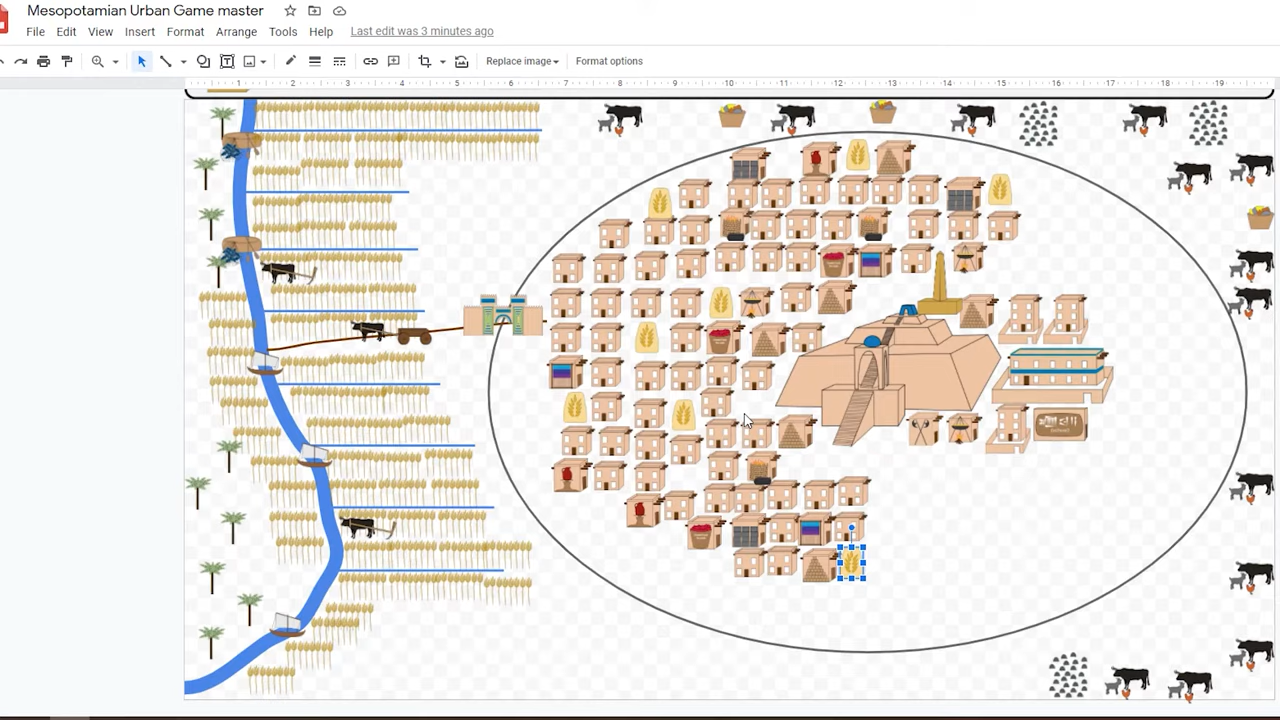 Mesopotamian Urban Game master
File Edit View Insert Format Arrange Tools Help Last edit was 3 minutes ago
Replace image Format options
1 2 3 4 5 6 7 8 9 10 11 12 13 14 15 16 17 18 19